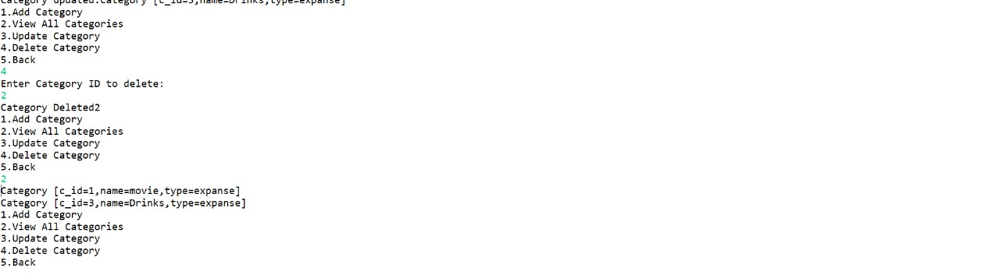 Category updated:Category [c_id=3,name=Drinks,type=expanse]
1.Add Category
2.View All Categories
3.Update Category
4.Delete Category
5.Back
4
Enter Category ID to delete:
2
Category Deleted2
1.Add Category
2.View All Categories
3.Update Category
4.Delete Category
5.Back
2
Category [c_id=1,name=movie,type=expanse]
Category [c_id=3,name=Drinks,type=expanse]
1.Add Category
2.View All Categories
3.Update Category
4.Delete Category
5.Back